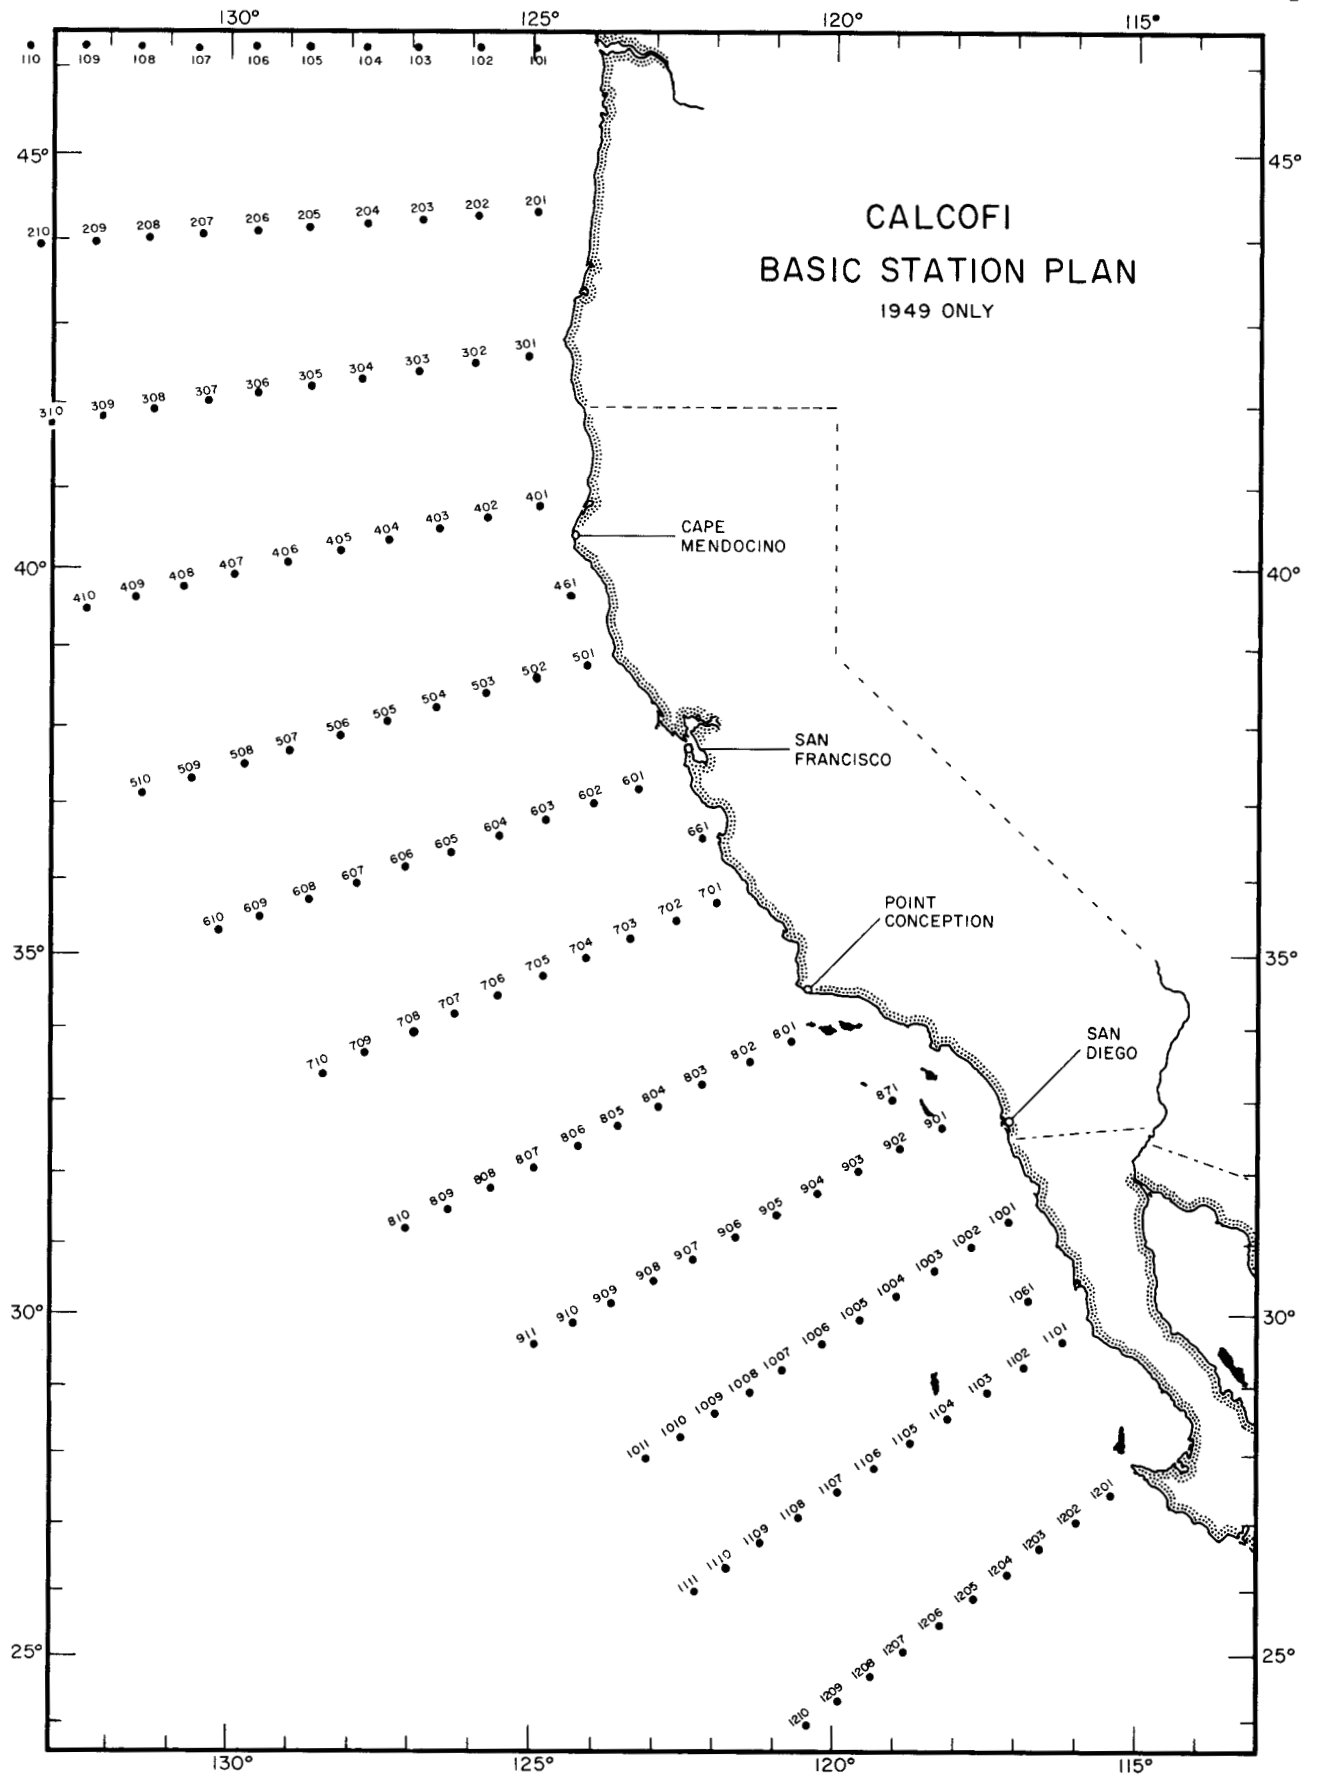 130° 125° 120° 115°
110 109 108 107 106 105 104 103 102 101
45° 45°
CALCOFI
BASIC STATION PLAN
1949 ONLY
210 209 208 207 206 205 204 203 202 201
310 309 308 307 306 305 304 303 302 301
410 409 408 407 406 405 404 403 402 401
CAPE
MENDOCINO
40° 40°
461
510 509 508 507 506 505 504 503 502 501
SAN
FRANCISCO
610 609 608 607 606 605 604 603 602 601
661
710 709 708 707 706 705 704 703 702 701
POINT
CONCEPTION
35° 35°
810 809 808 807 806 805 804 803 802 801
SAN
DIEGO
871
911 910 909 908 907 906 905 904 903 902 901
1011 1010 1009 1008 1007 1006 1005 1004 1003 1002 1001
1061
30° 30°
1111 1110 1109 1108 1107 1106 1105 1104 1103 1102 1101
1210 1209 1208 1207 1206 1205 1204 1203 1202 1201
25° 25°
130° 125° 120° 115°